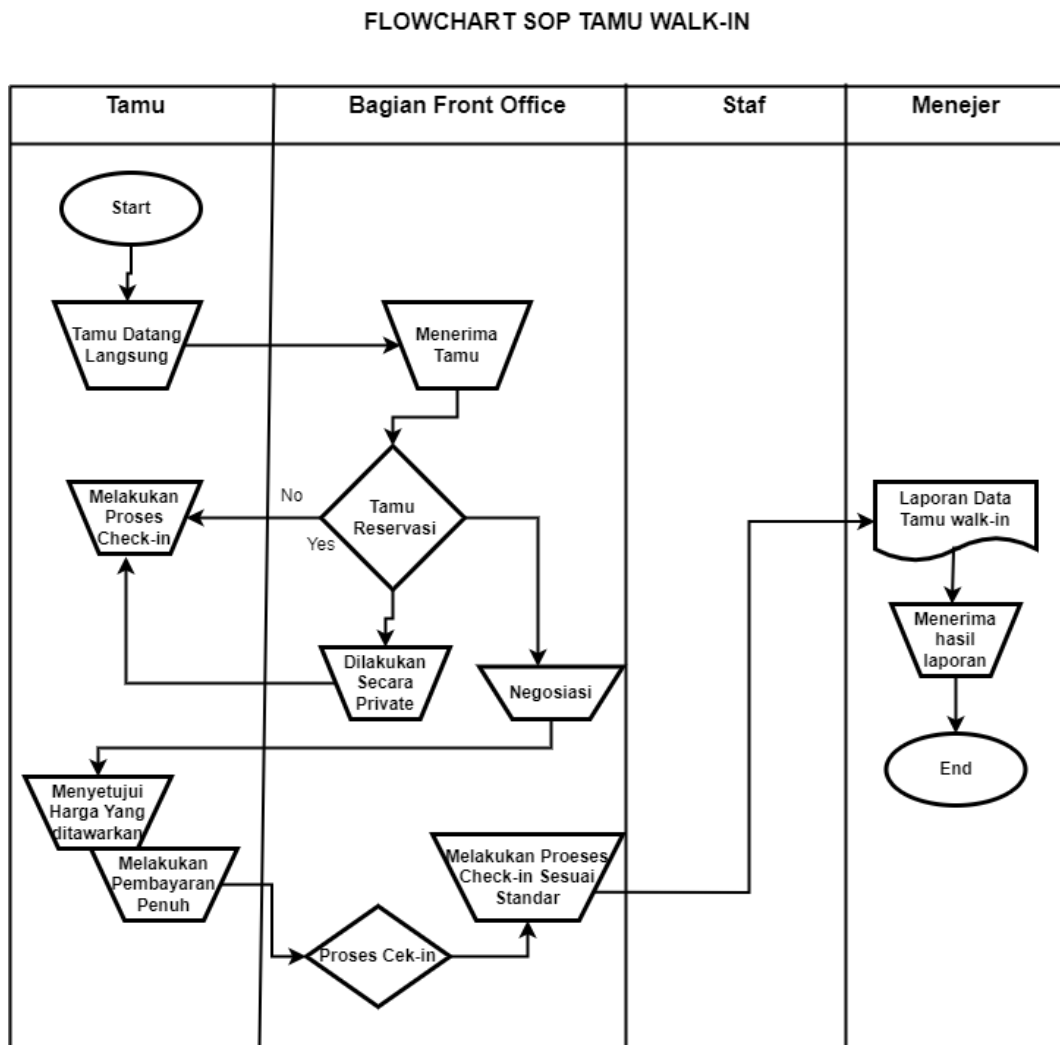 FLOWCHART SOP TAMU WALK-IN
Tamu
Bagian Front Office
Staf
Menejer
Start
Tamu Datang
Langsung
Menerima
Tamu
Melakukan
Proses
Check-in
No
Yes
Tamu
Reservasi
Laporan Data
Tamu walk-in
Dilakukan
Secara
Private
Negosiasi
Menerima
hasil
laporan
End
Menyetujui
Harga Yang
ditawarkan
Melakukan
Pembayaran
Penuh
Proses Cek-in
Melakukan Proeses
Check-in Sesuai
Standar